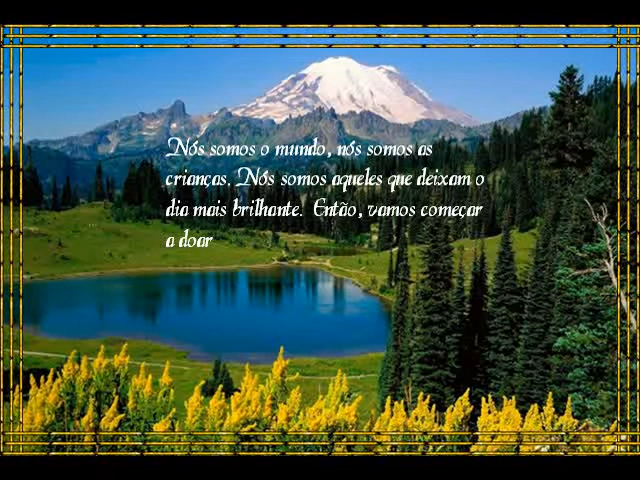 Nós somos o mundo, nós somos as
crianças. Nós somos aqueles que deixam o
dia mais brilhante. Então, vamos começar
a doar